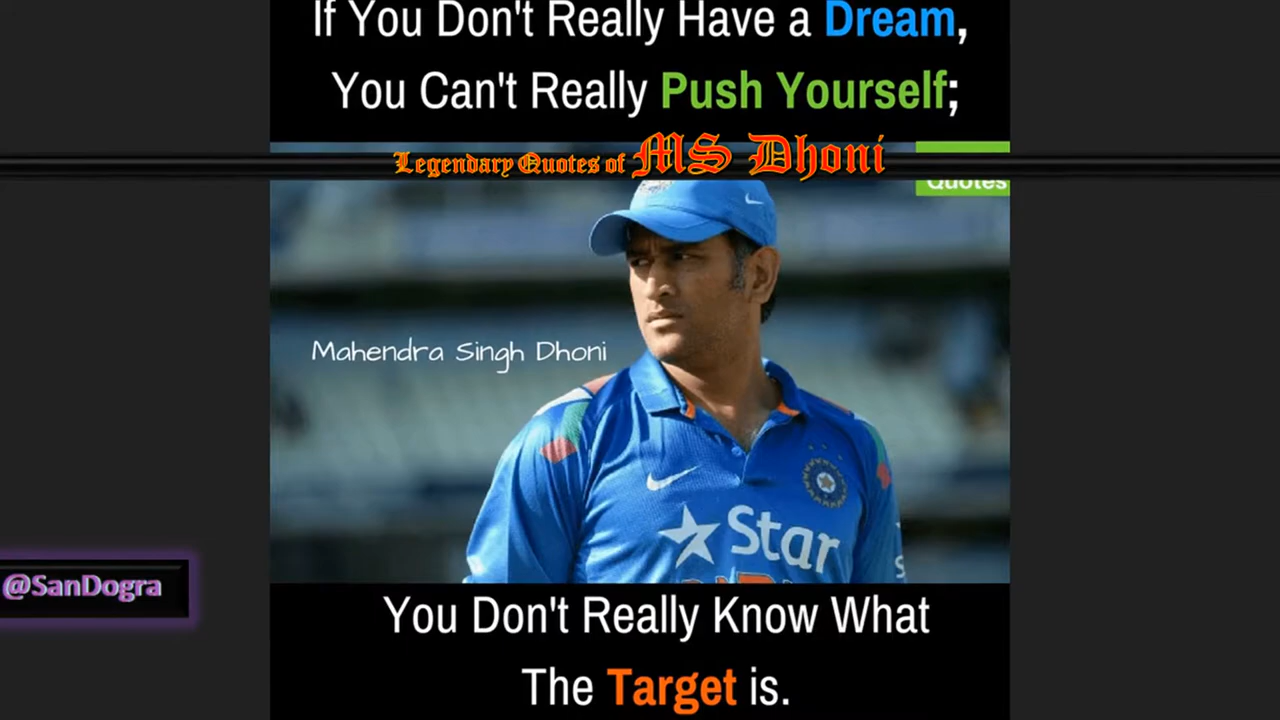 If You Don't Really Have a Dream,
You Can't Really Push Yourself;
Legendary Quotes of MS Dhoni
Quotes
Mahendra Singh Dhoni
Star
@SanDogra
You Don't Really Know What
The Target is.